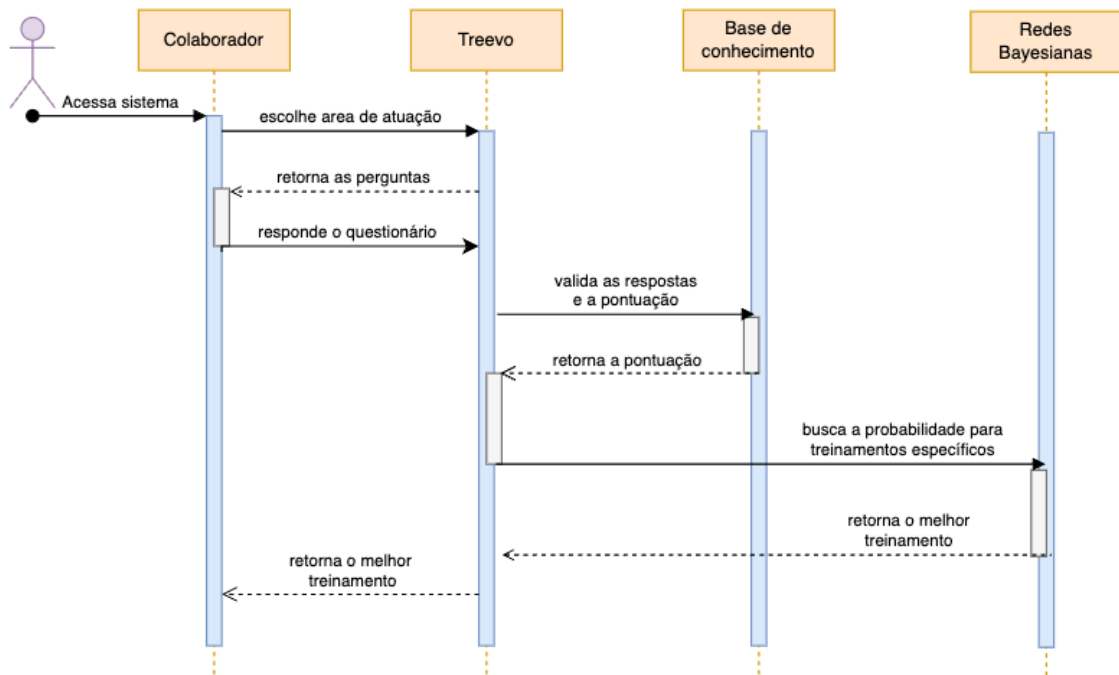 Colaborador
Treevo
Base de
conhecimento
Redes
Bayesianas
Acessa sistema
escolhe area de atuação
retorna as perguntas
responde o questionário
valida as respostas
e a pontuação
retorna a pontuação
busca a probabilidade para
treinamentos específicos
retorna o melhor
treinamento
retorna o melhor
treinamento